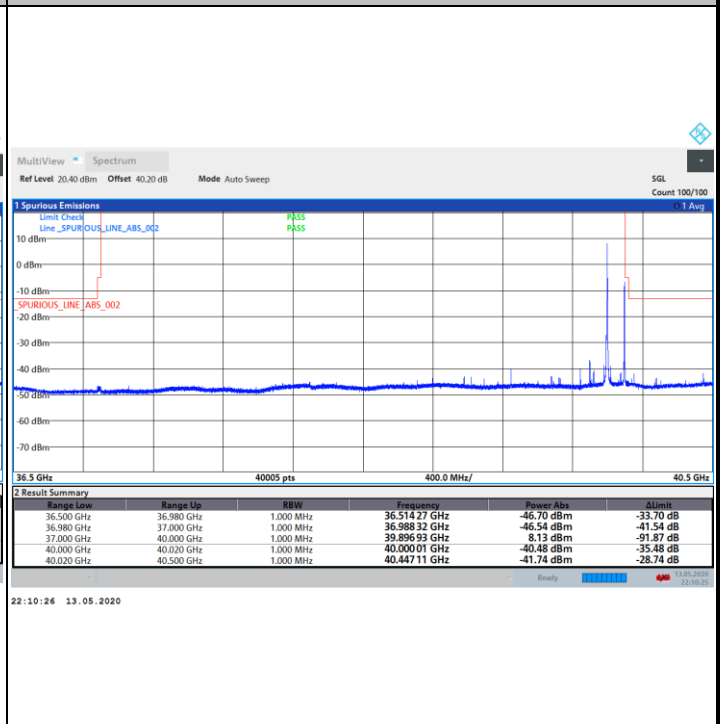 MultiView Spectrum
Ref Level 20.40 dBm Offset 40.20 dB Mode Auto Sweep SGL
Count 100/100
1 Spurious Emissions 1 Avg
Limit Check PASS
Line _SPURIOUS_LINE_ABS_002 PASS
10 dBm
0 dBm
-10 dBm
_SPURIOUS_LINE_ABS_002
-20 dBm
-30 dBm
-40 dBm
-50 dBm
-60 dBm
-70 dBm
36.5 GHz 40005 pts 400.0 MHz/ 40.5 GHz
2 Result Summary
Range Low Range Up RBW Frequency Power Abs ΔLimit
36.500 GHz 36.980 GHz 1.000 MHz 36.514 27 GHz -46.70 dBm -33.70 dB
36.980 GHz 37.000 GHz 1.000 MHz 36.988 32 GHz -46.54 dBm -41.54 dB
37.000 GHz 40.000 GHz 1.000 MHz 39.896 93 GHz 8.13 dBm -91.87 dB
40.000 GHz 40.020 GHz 1.000 MHz 40.000 01 GHz -40.48 dBm -35.48 dB
40.020 GHz 40.500 GHz 1.000 MHz 40.447 11 GHz -41.74 dBm -28.74 dB
Ready 13.05.2020
22:10:25
22:10:26 13.05.2020